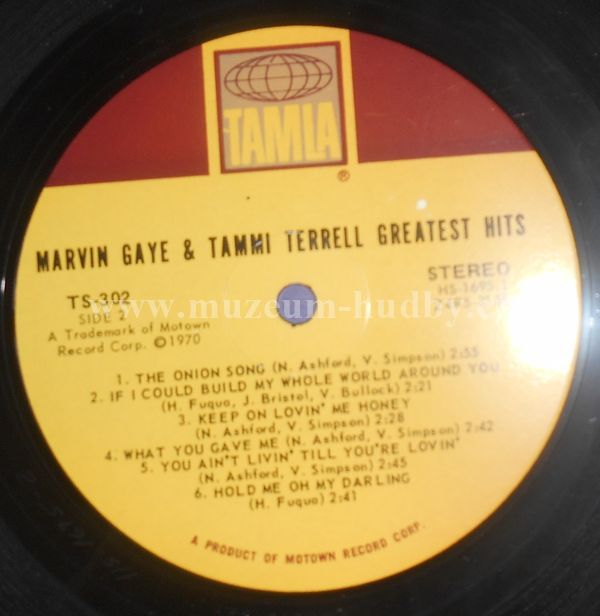 TAMLA
®
MARVIN GAYE & TAMMI TERRELL GREATEST HITS
TS-302
SIDE 2
STEREO
HS-1695
A Trademark of Motown
Record Corp. ©1970
www.muzeum-hudby.cz
1. THE ONION SONG (N. Ashford, V. Simpson) 2:55
2. IF I COULD BUILD MY WHOLE WORLD AROUND YOU
(H. Fuqua, J. Bristol, V. Bullock) 2:21
3. KEEP ON LOVIN' ME HONEY
(N. Ashford, V. Simpson) 2:28
4. WHAT YOU GAVE ME (N. Ashford, V. Simpson) 2:42
5. YOU AIN'T LIVIN' TILL YOU'RE LOVIN'
(N. Ashford, V. Simpson) 2:45
6. HOLD ME OH MY DARLING
(H. Fuqua) 2:41
A PRODUCT OF MOTOWN RECORD CORP.